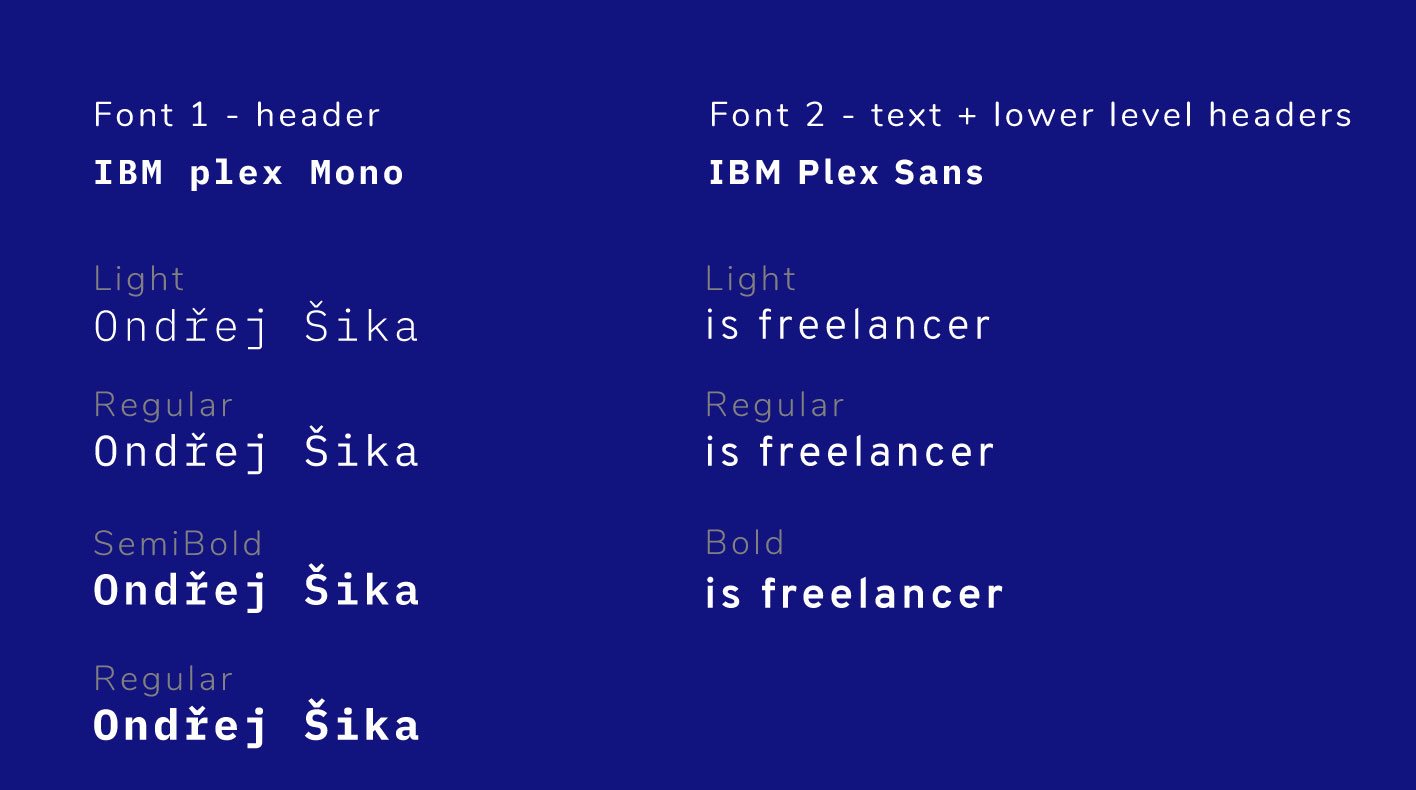 Font 1 - header
IBM plex Mono
Light
Ondřej Šika
Regular
Ondřej Šika
SemiBold
Ondřej Šika
Regular
Ondřej Šika
Font 2 - text + lower level headers
IBM Plex Sans
Light
is freelancer
Regular
is freelancer
Bold
is freelancer